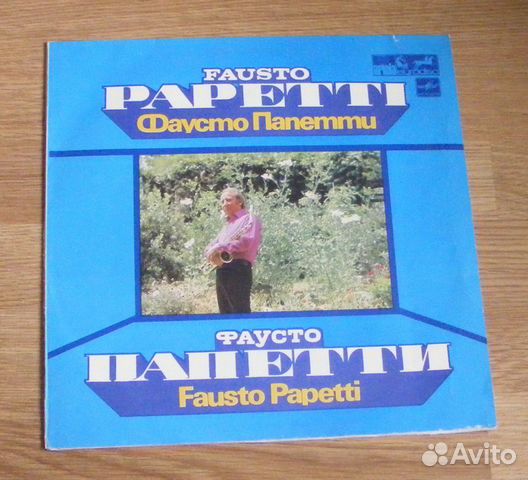 FAUSTO
PAPETTI
Фаусто Папетти
ФАУСТО
ПАПЕТТИ
Fausto Papetti
Avito